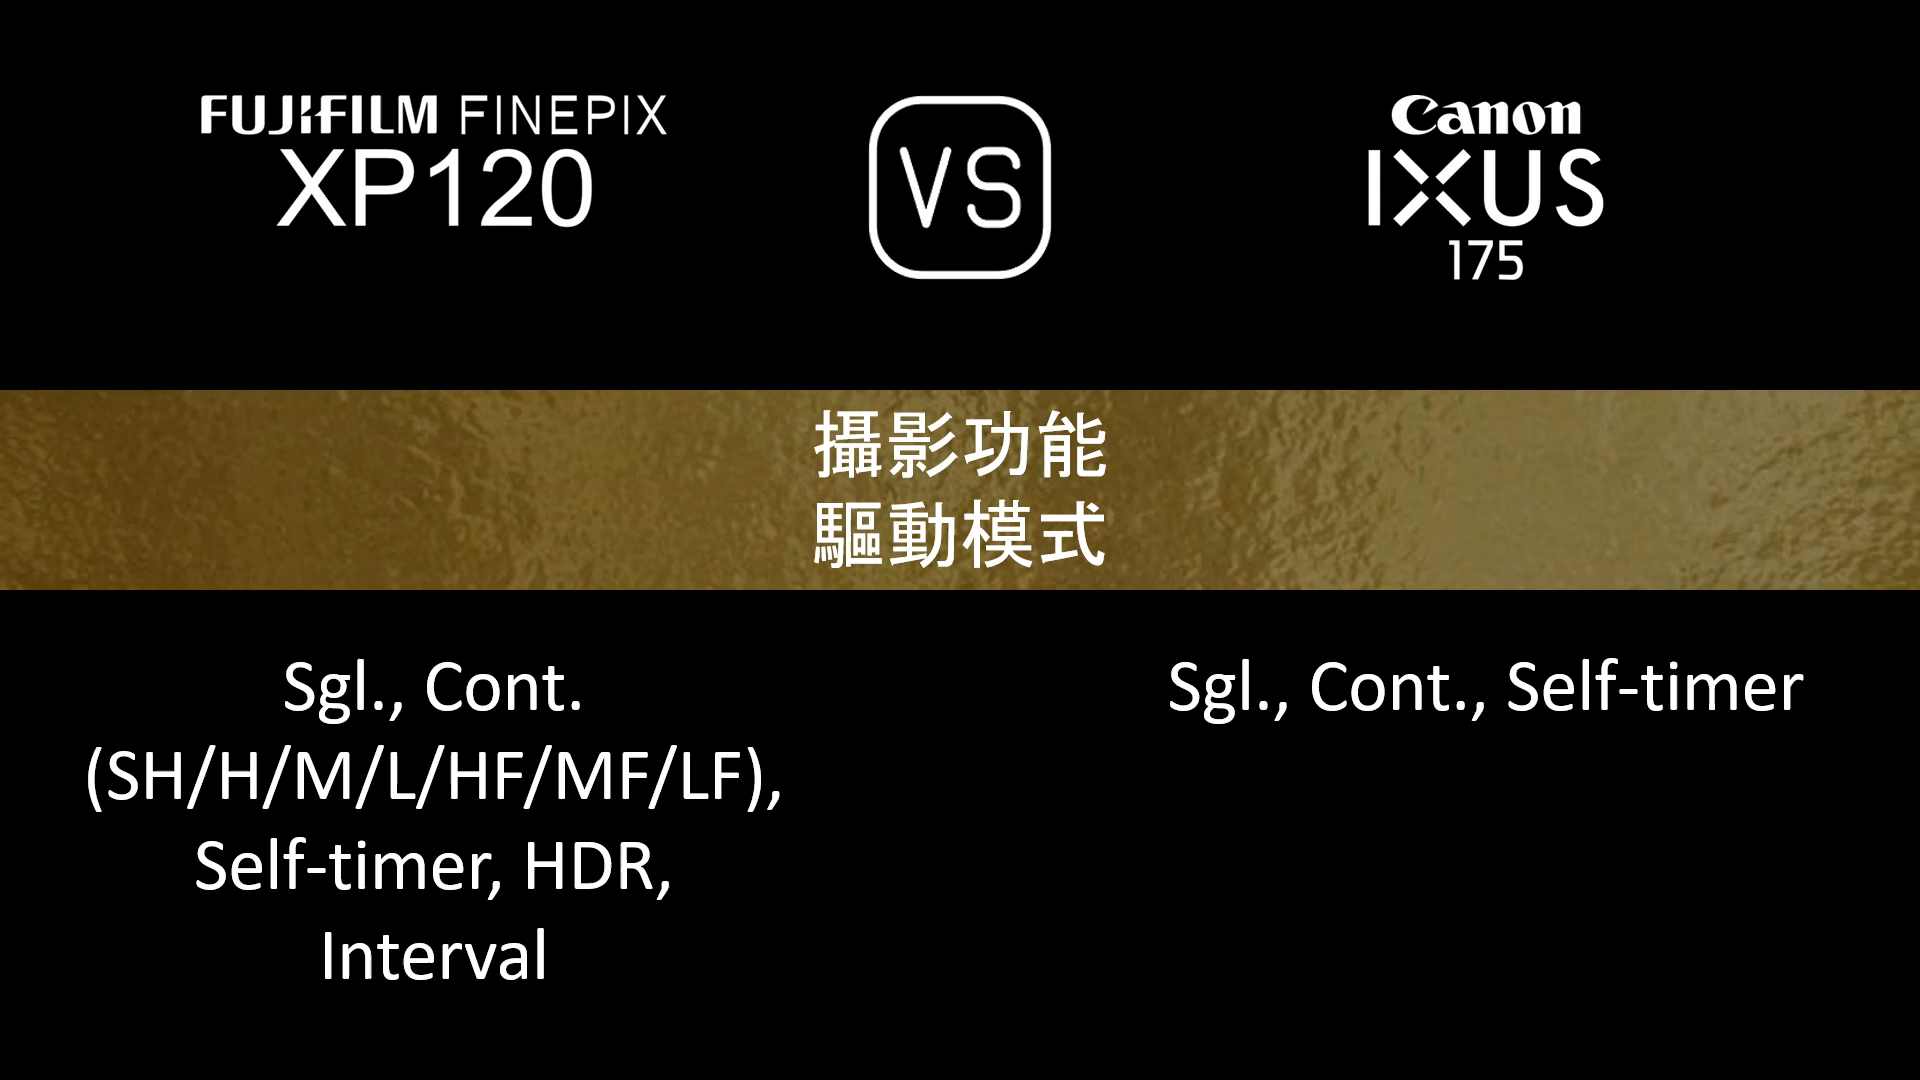 FUJIFILM FINEPIX
XP120
VS
Canon
IXUS
175
攝影功能
驅動模式
Sgl., Cont.
(SH/H/M/L/HF/MF/LF),
Self-timer, HDR,
Interval
Sgl., Cont., Self-timer